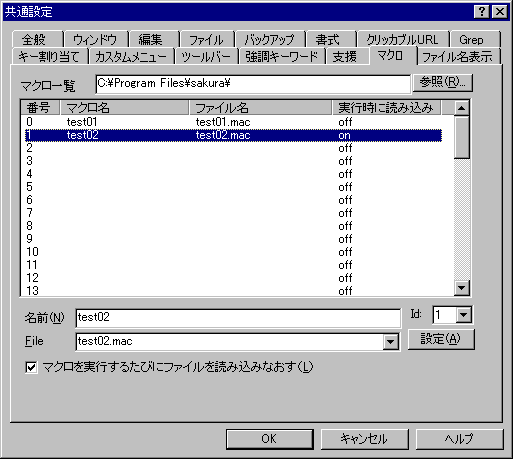 共通設定
全般 ウィンドウ 編集 ファイル バックアップ 書式 クリッカブルURL Grep
キー割り当て カスタムメニュー ツールバー 強調キーワード 支援 マクロ ファイル名表示
マクロ一覧 C:¥Program Files¥sakura¥ 参照(R)...
番号 マクロ名 ファイル名 実行時に読み込み
0 test01 test01.mac off
1 test02 test02.mac on
2 off
3 off
4 off
5 off
6 off
7 off
8 off
9 off
10 off
11 off
12 off
13 off
名前(N) test02 Id: 1
File test02.mac 設定(A)
マクロを実行するたびにファイルを読み込みなおす(L)
OK キャンセル ヘルプ